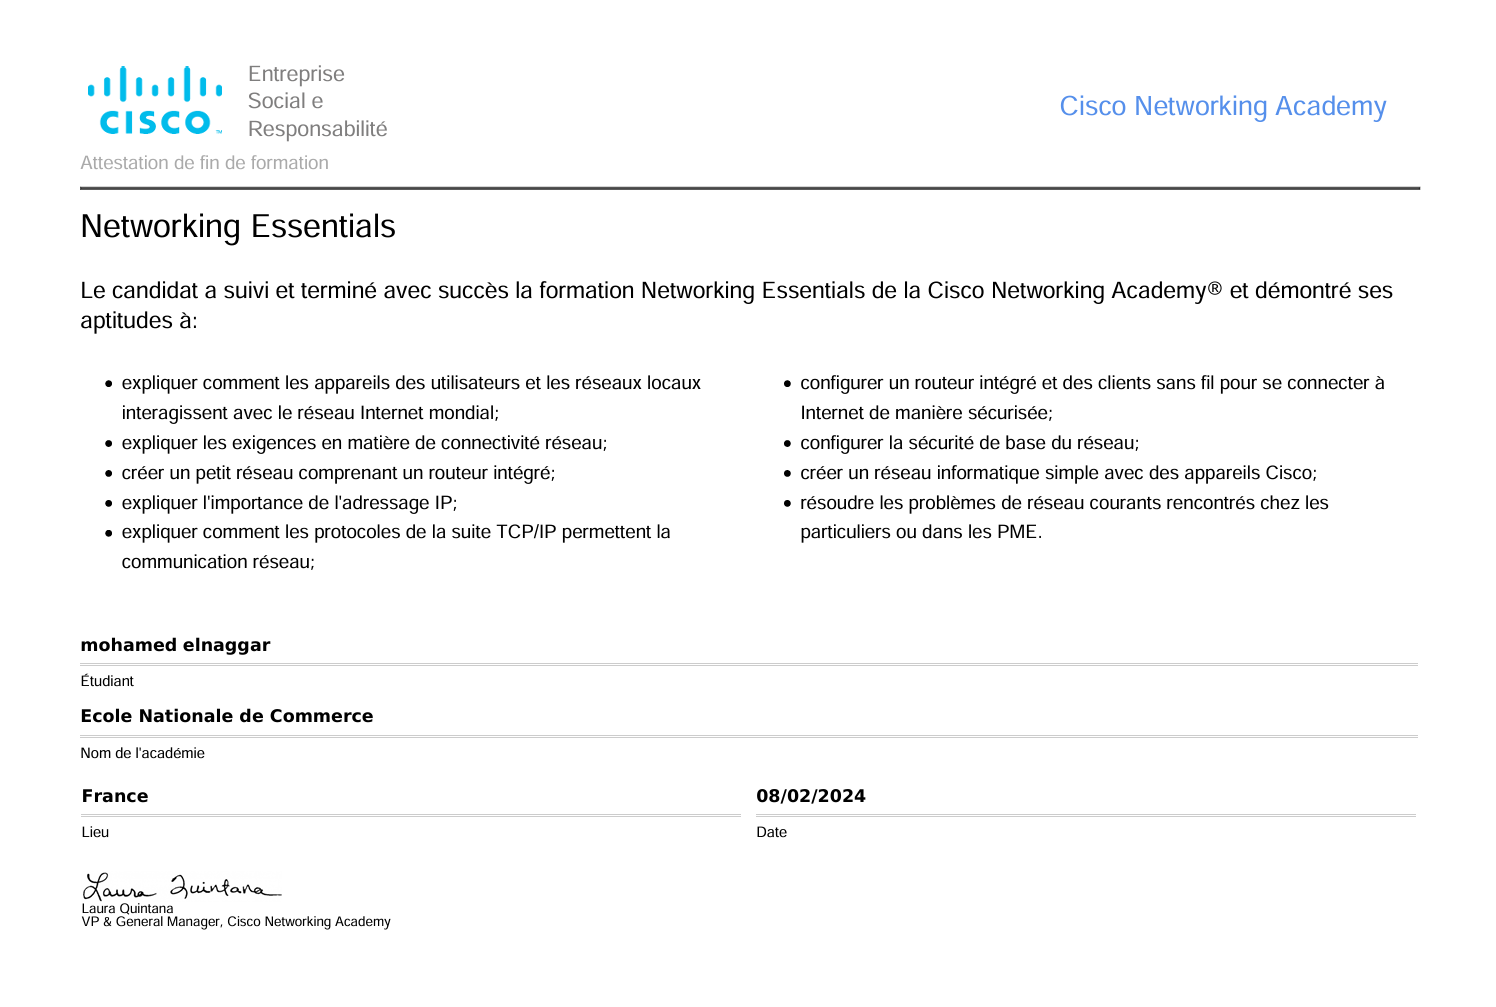 CISCO
TM
Entreprise
Social e
Responsabilité
Cisco Networking Academy
Attestation de fin de formation
Networking Essentials
Le candidat a suivi et terminé avec succès la formation Networking Essentials de la Cisco Networking Academy® et démontré ses
aptitudes à:
• expliquer comment les appareils des utilisateurs et les réseaux locaux
interagissent avec le réseau Internet mondial;
• expliquer les exigences en matière de connectivité réseau;
• créer un petit réseau comprenant un routeur intégré;
• expliquer l'importance de l'adressage IP;
• expliquer comment les protocoles de la suite TCP/IP permettent la
communication réseau;
• configurer un routeur intégré et des clients sans fil pour se connecter à
Internet de manière sécurisée;
• configurer la sécurité de base du réseau;
• créer un réseau informatique simple avec des appareils Cisco;
• résoudre les problèmes de réseau courants rencontrés chez les
particuliers ou dans les PME.
mohamed elnaggar
Étudiant
Ecole Nationale de Commerce
Nom de l'académie
France
Lieu
08/02/2024
Date
Laura Quintana
Laura Quintana
VP & General Manager, Cisco Networking Academy